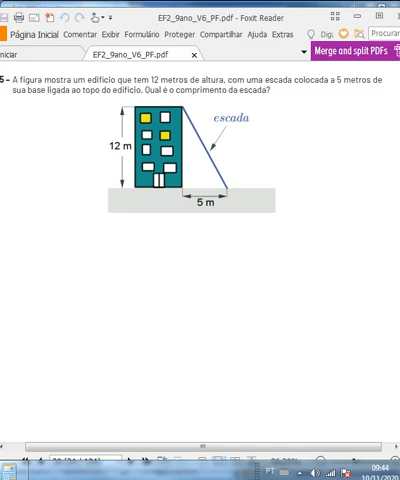 EF2_9ano_V6_PF.pdf - Foxit Reader
Página Inicial Comentar Exibir Formulário Proteger Compartilhar Ajuda Extras Dig: Procurar
niciar EF2_9ano_V6_PF.pdf x Merge and split PDFs
5 - A figura mostra um edifício que tem 12 metros de altura, com uma escada colocada a 5 metros de
sua base ligada ao topo do edifício. Qual é o comprimento da escada?
escada
12 m
5 m
PT 09:44
10/11/2020